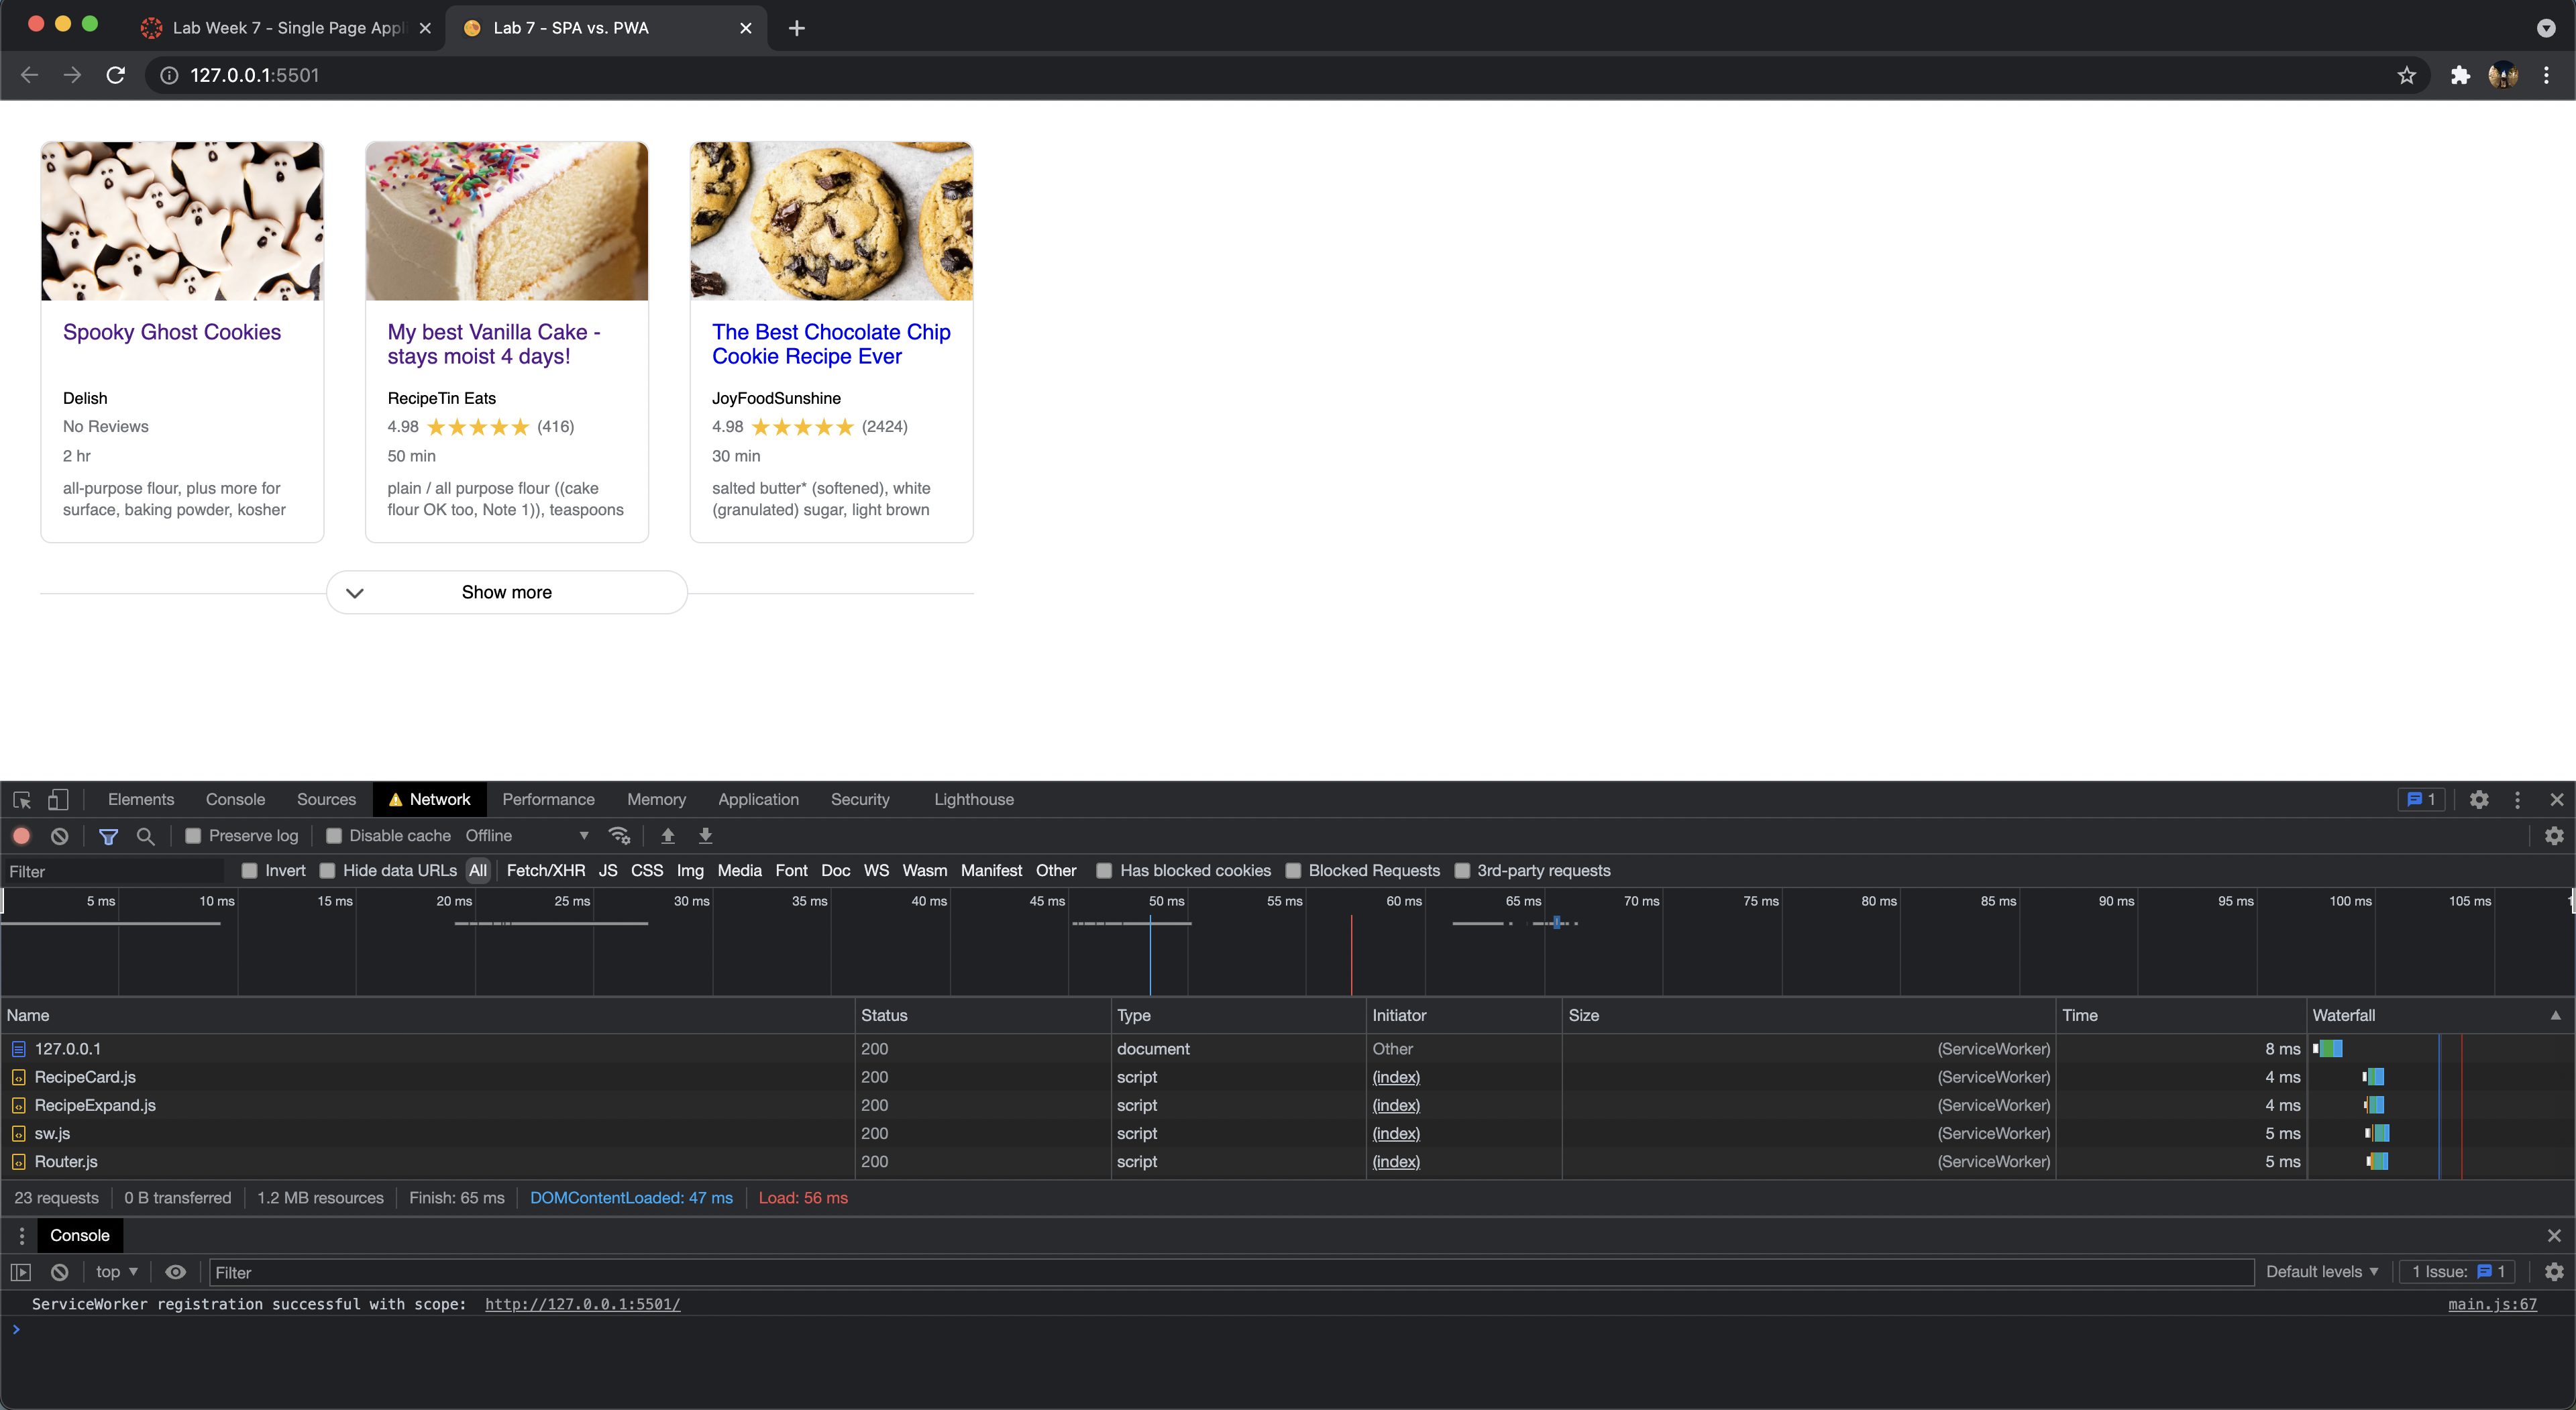 Lab Week 7 - Single Page Appli
Lab 7 - SPA vs. PWA
127.0.0.1:5501
Spooky Ghost Cookies
Delish
No Reviews
2 hr
all-purpose flour, plus more for
surface, baking powder, kosher
My best Vanilla Cake -
stays moist 4 days!
RecipeTin Eats
4.98 ★★★★★ (416)
50 min
plain / all purpose flour ((cake
flour OK too, Note 1)), teaspoons
The Best Chocolate Chip
Cookie Recipe Ever
JoyFoodSunshine
4.98 ★★★★★ (2424)
30 min
salted butter* (softened), white
(granulated) sugar, light brown
Show more
Elements Console Sources Network Performance Memory Application Security Lighthouse 1
Preserve log Disable cache Offline
Filter Invert Hide data URLs All Fetch/XHR JS CSS Img Media Font Doc WS Wasm Manifest Other Has blocked cookies Blocked Requests 3rd-party requests
5 ms 10 ms 15 ms 20 ms 25 ms 30 ms 35 ms 40 ms 45 ms 50 ms 55 ms 60 ms 65 ms 70 ms 75 ms 80 ms 85 ms 90 ms 95 ms 100 ms 105 ms 1
Name Status Type Initiator Size Time Waterfall
127.0.0.1 200 document Other (ServiceWorker) 8 ms
RecipeCard.js 200 script (index) (ServiceWorker) 4 ms
RecipeExpand.js 200 script (index) (ServiceWorker) 4 ms
sw.js 200 script (index) (ServiceWorker) 5 ms
Router.js 200 script (index) (ServiceWorker) 5 ms
23 requests 0 B transferred 1.2 MB resources Finish: 65 ms DOMContentLoaded: 47 ms Load: 56 ms
Console
top Filter Default levels 1 Issue: 1
ServiceWorker registration successful with scope: http://127.0.0.1:5501/ main.js:67